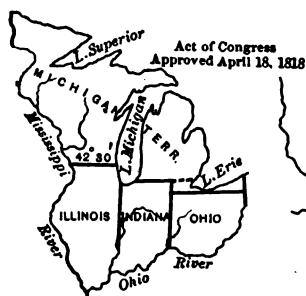 L. Superior
Act of Congress
Approved April 18, 1818
MICHIGAN TERR.
L. Michigan
Mississippi
River
42° 30'
L. Erie
ILLINOIS
INDIANA
OHIO
Ohio
River